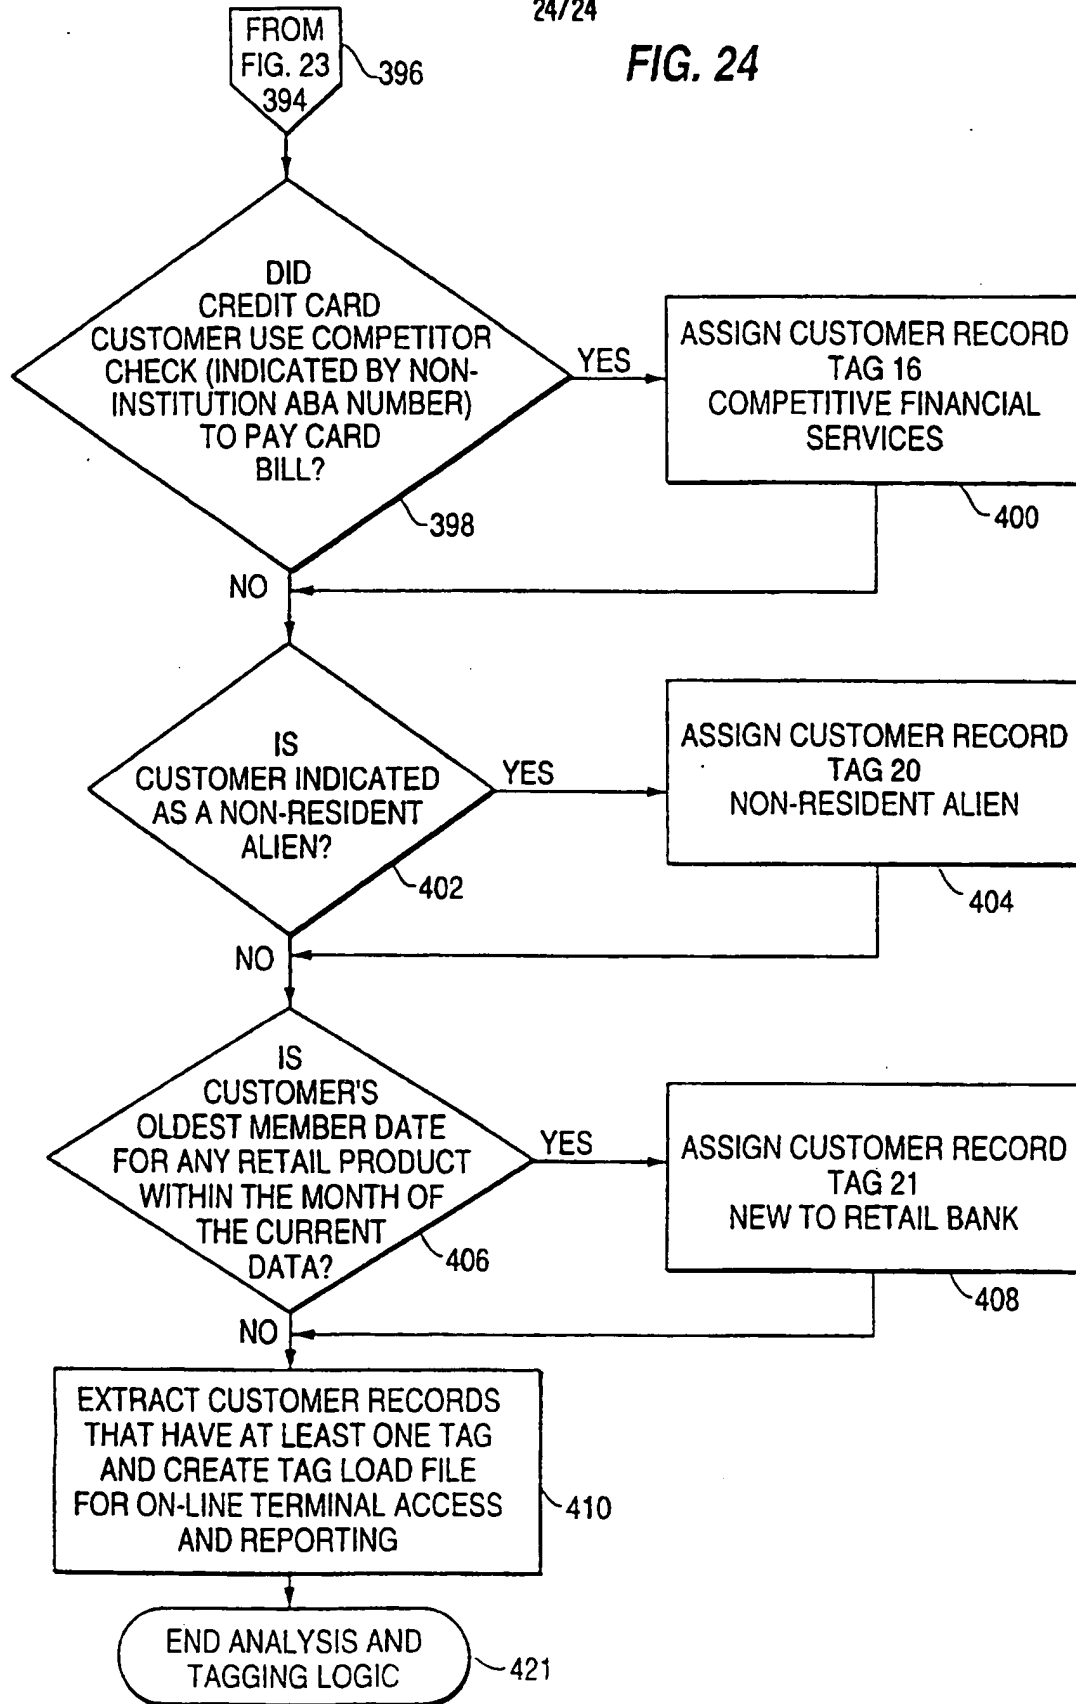 24/24
FIG. 24
FROM
FIG. 23
394
396
DID
CREDIT CARD
CUSTOMER USE COMPETITOR
CHECK (INDICATED BY NON-
INSTITUTION ABA NUMBER)
TO PAY CARD
BILL?
398
YES
ASSIGN CUSTOMER RECORD
TAG 16
COMPETITIVE FINANCIAL
SERVICES
400
NO
IS
CUSTOMER INDICATED
AS A NON-RESIDENT
ALIEN?
402
YES
ASSIGN CUSTOMER RECORD
TAG 20
NON-RESIDENT ALIEN
404
NO
IS
CUSTOMER'S
OLDEST MEMBER DATE
FOR ANY RETAIL PRODUCT
WITHIN THE MONTH OF
THE CURRENT
DATA?
406
YES
ASSIGN CUSTOMER RECORD
TAG 21
NEW TO RETAIL BANK
408
NO
EXTRACT CUSTOMER RECORDS
THAT HAVE AT LEAST ONE TAG
AND CREATE TAG LOAD FILE
FOR ON-LINE TERMINAL ACCESS
AND REPORTING
410
END ANALYSIS AND
TAGGING LOGIC
421